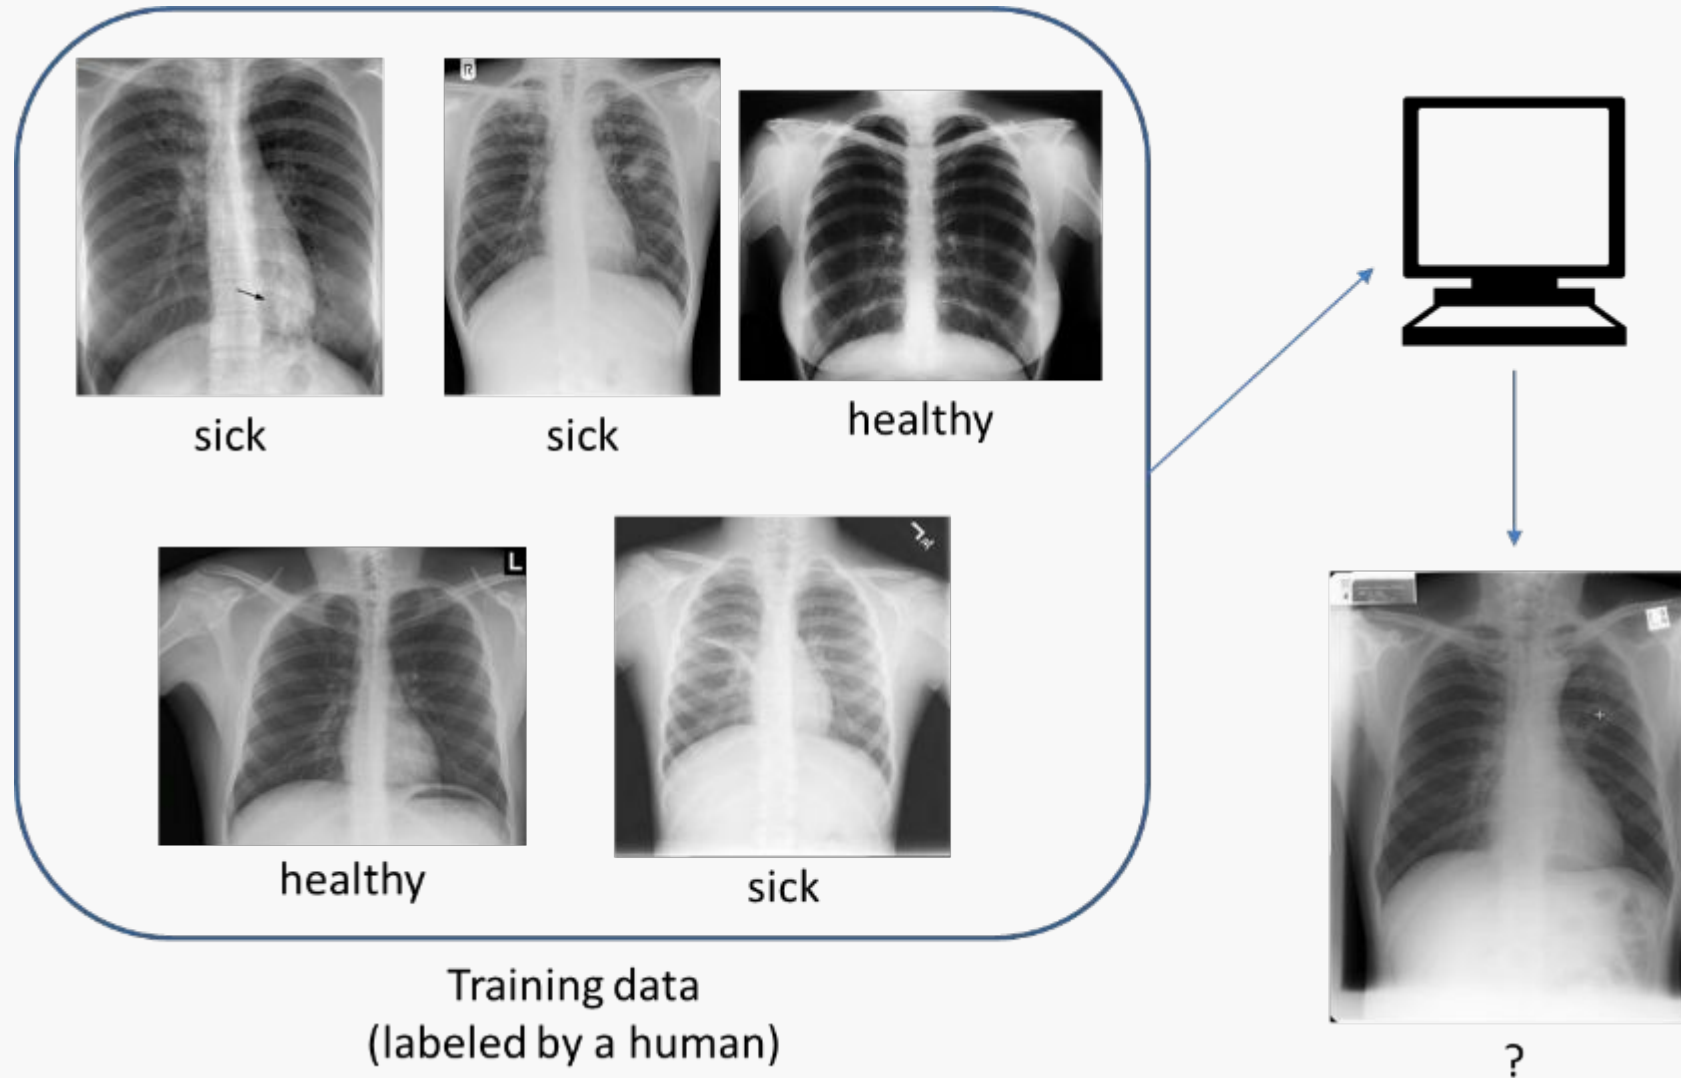 R
sick
sick
healthy
L
healthy
sick
Training data
(labeled by a human)
?